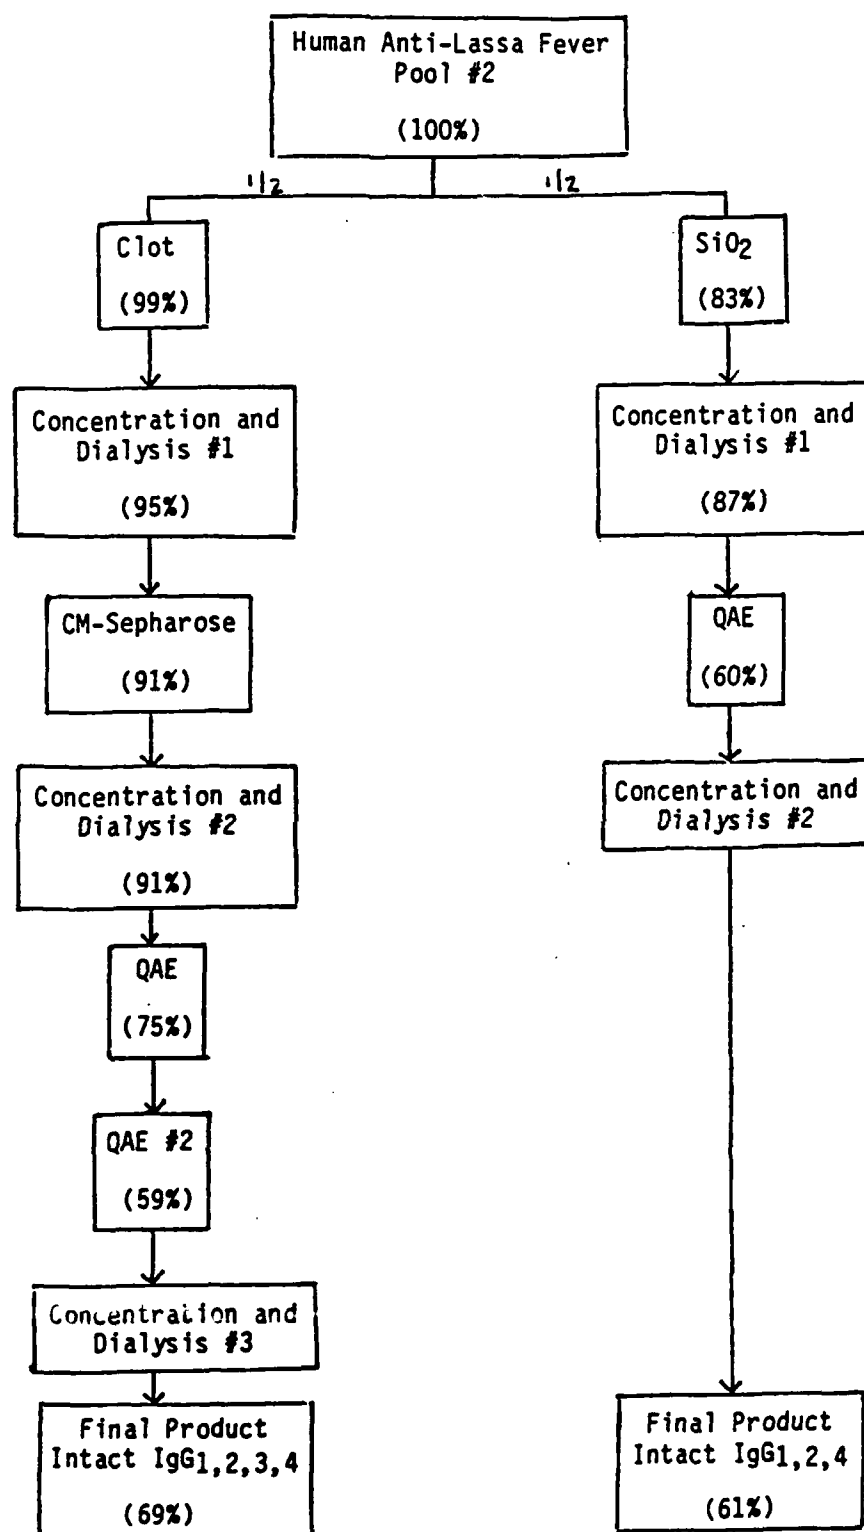 Human Anti-Lassa Fever
Pool #2
(100%)
1/2
1/2
Clot
(99%)
Concentration and
Dialysis #1
(95%)
CM-Sepharose
(91%)
Concentration and
Dialysis #2
(91%)
QAE
(75%)
QAE #2
(59%)
Concentration and
Dialysis #3
Final Product
Intact IgG1,2,3,4
(69%)
SiO2
(83%)
Concentration and
Dialysis #1
(87%)
QAE
(60%)
Concentration and
Dialysis #2
Final Product
Intact IgG1,2,4
(61%)